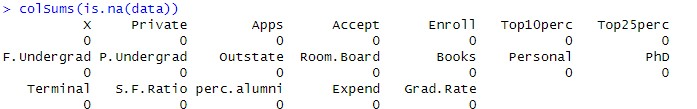 > colSums(is.na(data))
X Private Apps Accept Enroll Top10perc Top25perc
0 0 0 0 0 0 0
F.Undergrad P.Undergrad Outstate Room.Board Books Personal PhD
0 0 0 0 0 0 0
Terminal S.F.Ratio perc.alumni Expend Grad.Rate
0 0 0 0 0